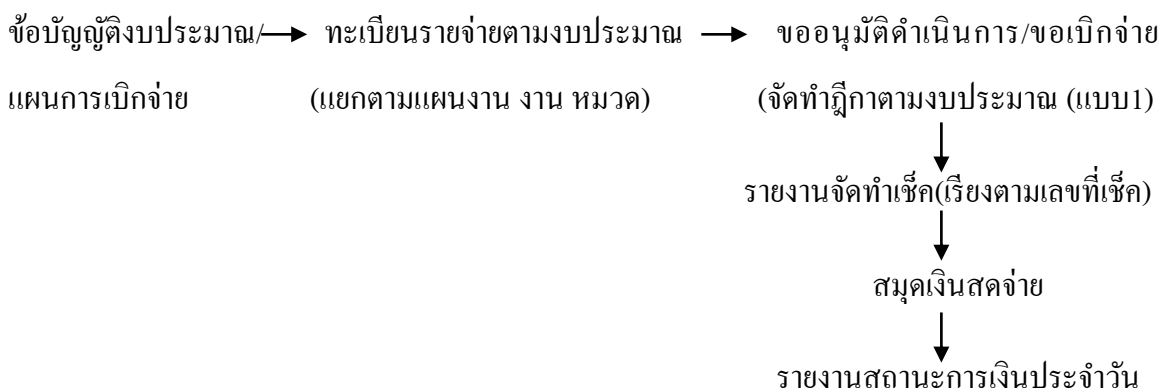 ข้อบัญญัติงบประมาณ/ → ทะเบียนรายจ่ายตามงบประมาณ → ขออนุมัติดำเนินการ/ขอเบิกจ่าย
แผนการเบิกจ่าย (แยกตามแผนงาน งาน หมวด) (จัดทำฎีกาตามงบประมาณ (แบบ1)
รายงานจัดทำเช็ค(เรียงตามเลขที่เช็ค)
สมุดเงินสดจ่าย
รายงานสถานะการเงินประจำวัน